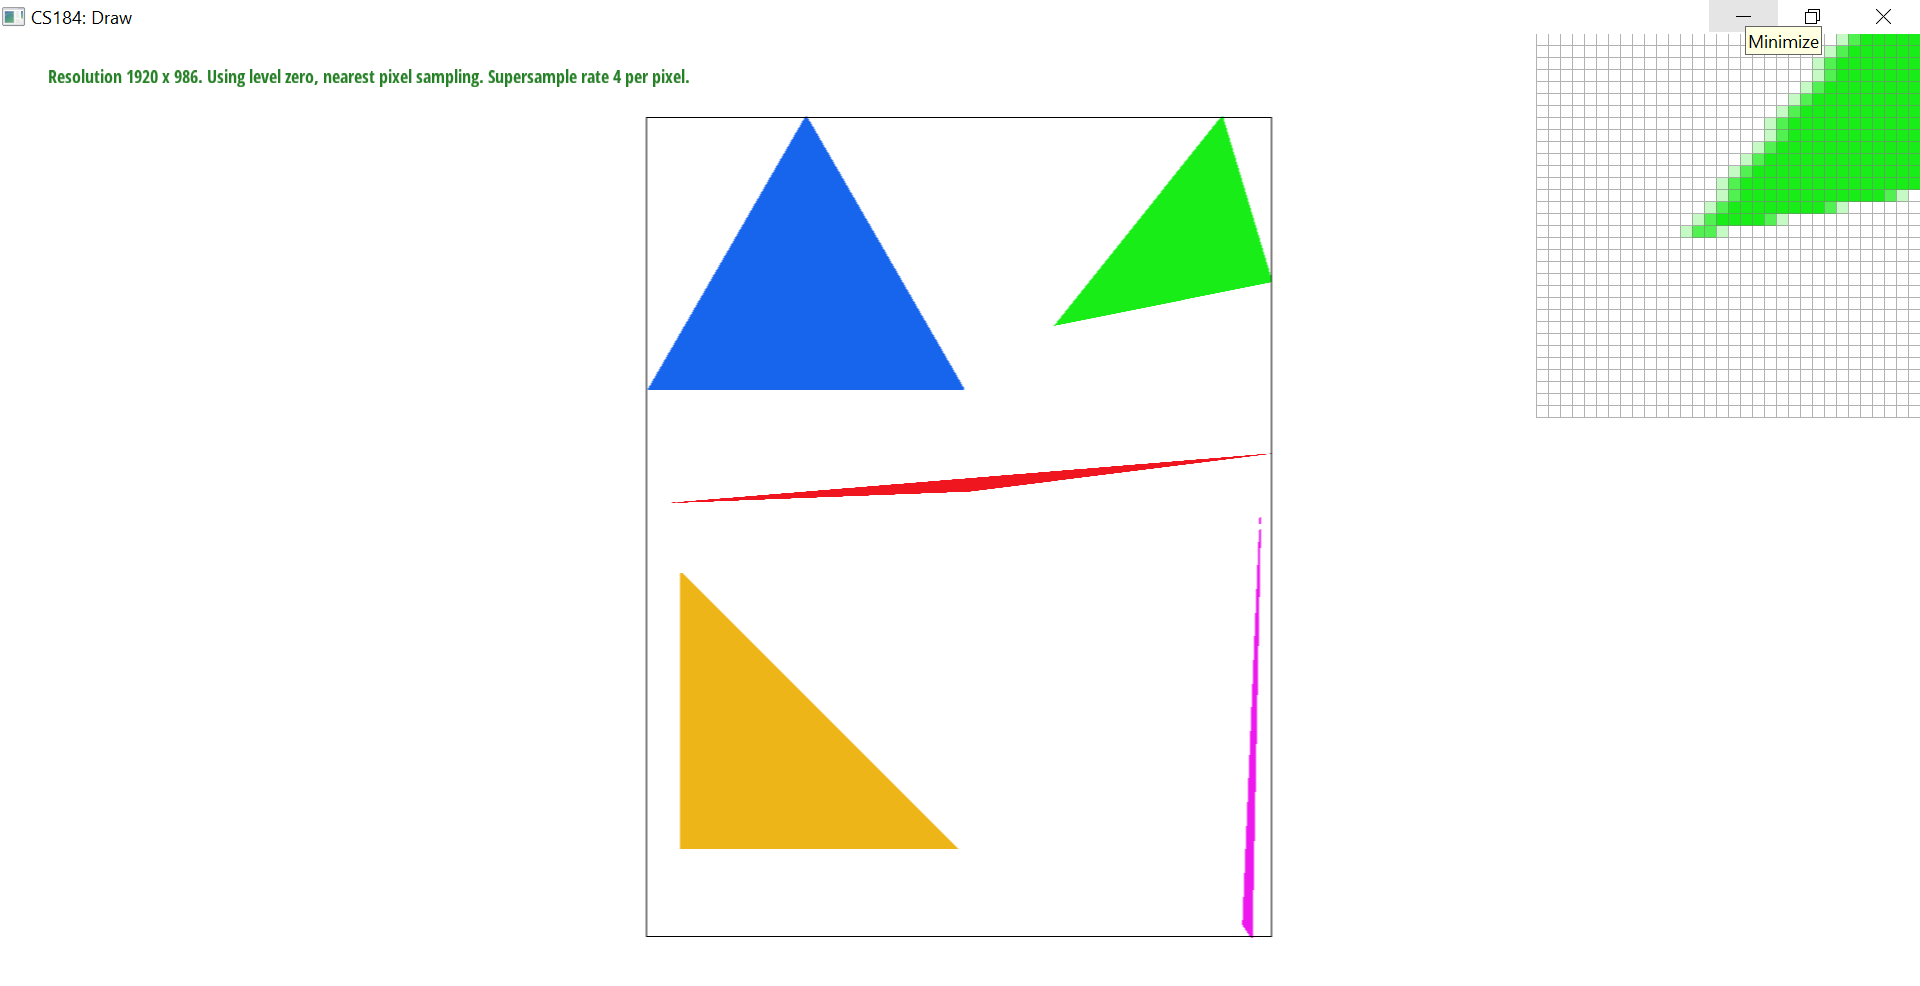 CS184: Draw
Minimize
Resolution 1920 x 986. Using level zero, nearest pixel sampling. Supersample rate 4 per pixel.